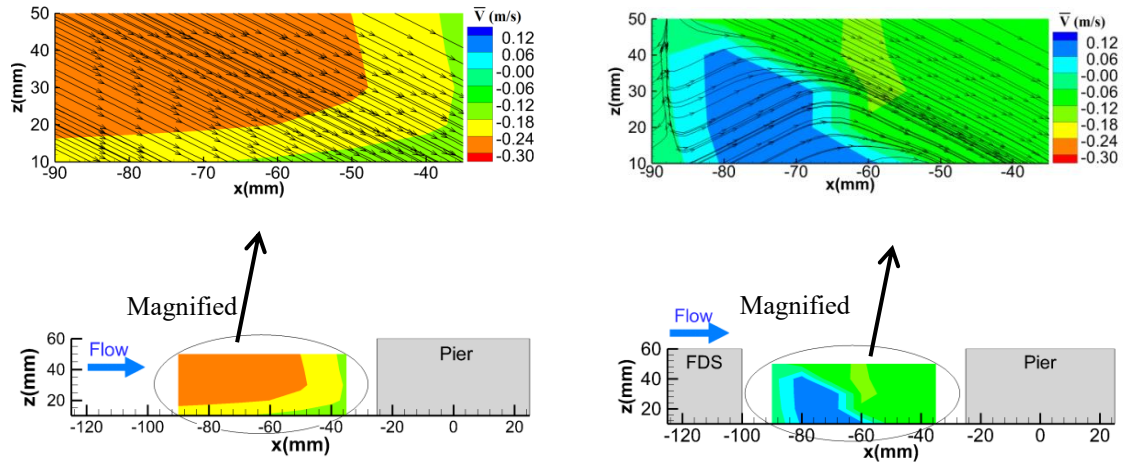 V̅ (m/s)
50
40
30
20
10
z(mm)
-90 -80 -70 -60 -50 -40
x(mm)
0.12
0.06
-0.00
-0.06
-0.12
-0.18
-0.24
-0.30
V̅ (m/s)
50
40
30
20
10
z(mm)
-90 -80 -70 -60 -50 -40
x(mm)
0.12
0.06
-0.00
-0.06
-0.12
-0.18
-0.24
-0.30
Magnified
Flow
Pier
60
40
20
z(mm)
-120 -100 -80 -60 -40 -20 0 20
x(mm)
Magnified
Flow
FDS
Pier
60
40
20
z(mm)
-120 -100 -80 -60 -40 -20 0 20
x(mm)